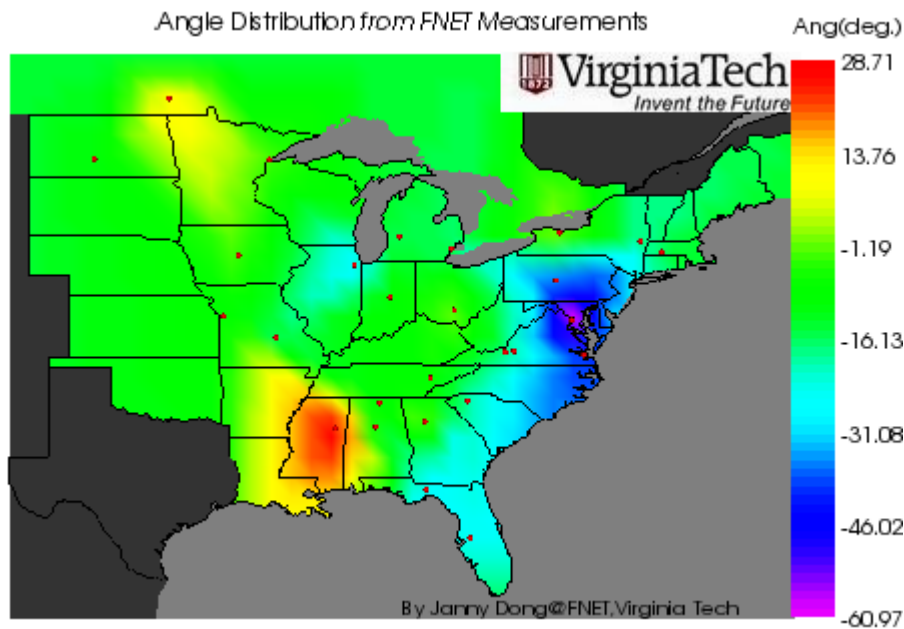 Angle Distribution from FNET Measurements
Ang(deg.)
28.71
VirginiaTech
1872
Invent the Future
13.76
-1.19
-16.13
-31.08
-46.02
-60.97
By Janny Dong@FNET,Virginia Tech